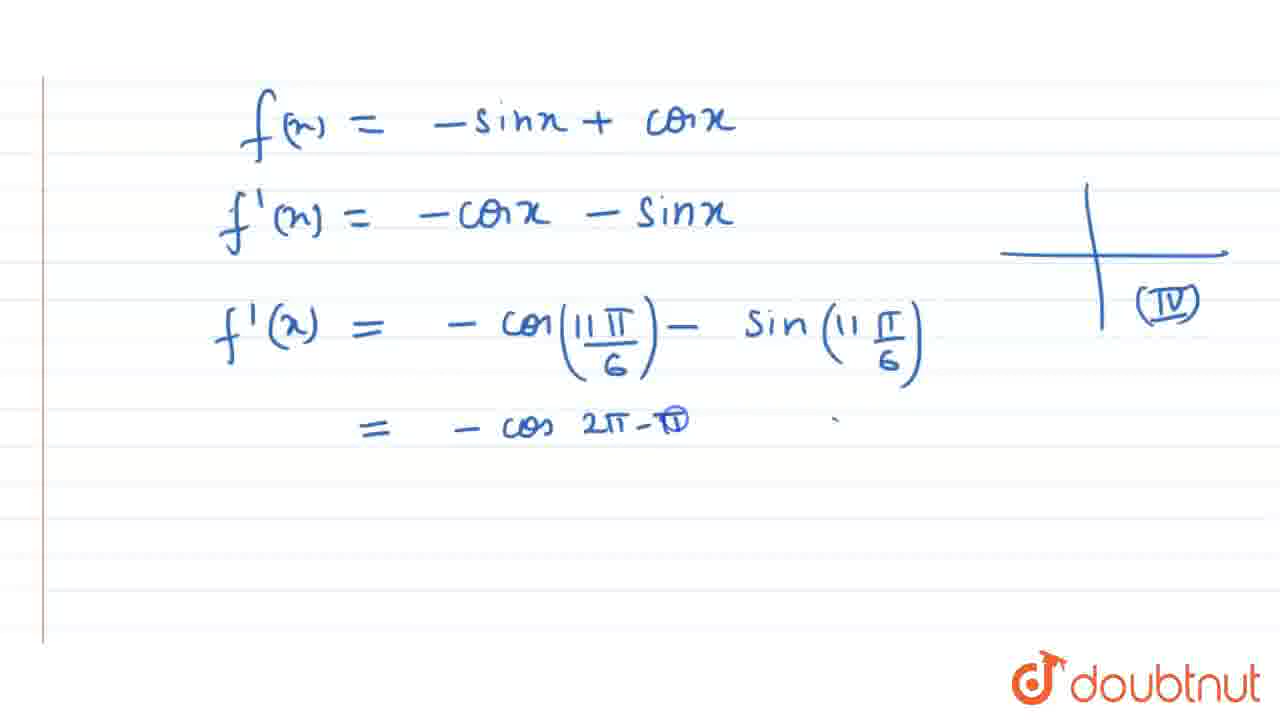 f(x) = -sinx + cosx
f'(x) = -cosx - sinx
f'(x) = - cos(11π/6) - sin(11π/6)
(IV)
= - cos 2π-π
doubtnut